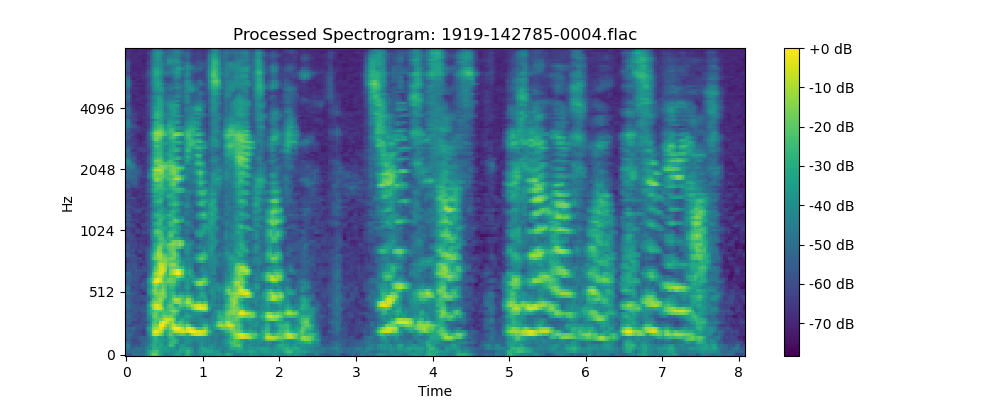 Processed Spectrogram: 1919-142785-0004.flac
Hz
4096
2048
1024
512
0
0 1 2 3 4 5 6 7 8
Time
+0 dB
-10 dB
-20 dB
-30 dB
-40 dB
-50 dB
-60 dB
-70 dB